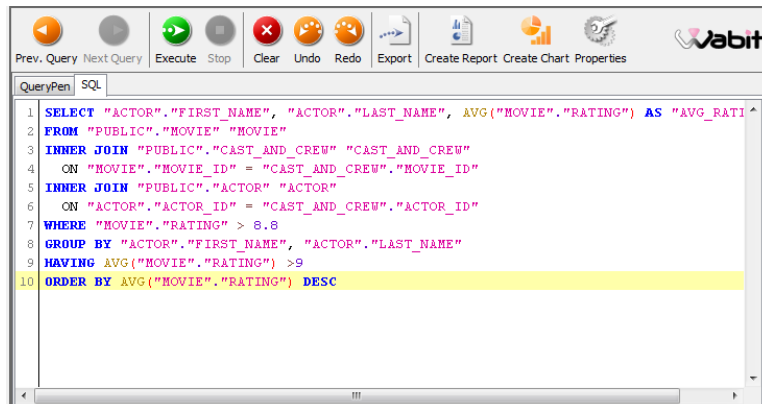 Prev. Query Next Query Execute Stop Clear Undo Redo Export Create Report Create Chart Properties Wabit
QueryPen SQL
1 SELECT "ACTOR"."FIRST_NAME", "ACTOR"."LAST_NAME", AVG("MOVIE"."RATING") AS "AVG_RATI
2 FROM "PUBLIC"."MOVIE" "MOVIE"
3 INNER JOIN "PUBLIC"."CAST_AND_CREW" "CAST_AND_CREW"
4 ON "MOVIE"."MOVIE_ID" = "CAST_AND_CREW"."MOVIE_ID"
5 INNER JOIN "PUBLIC"."ACTOR" "ACTOR"
6 ON "ACTOR"."ACTOR_ID" = "CAST_AND_CREW"."ACTOR_ID"
7 WHERE "MOVIE"."RATING" > 8.8
8 GROUP BY "ACTOR"."FIRST_NAME", "ACTOR"."LAST_NAME"
9 HAVING AVG("MOVIE"."RATING") >9
10 ORDER BY AVG("MOVIE"."RATING") DESC